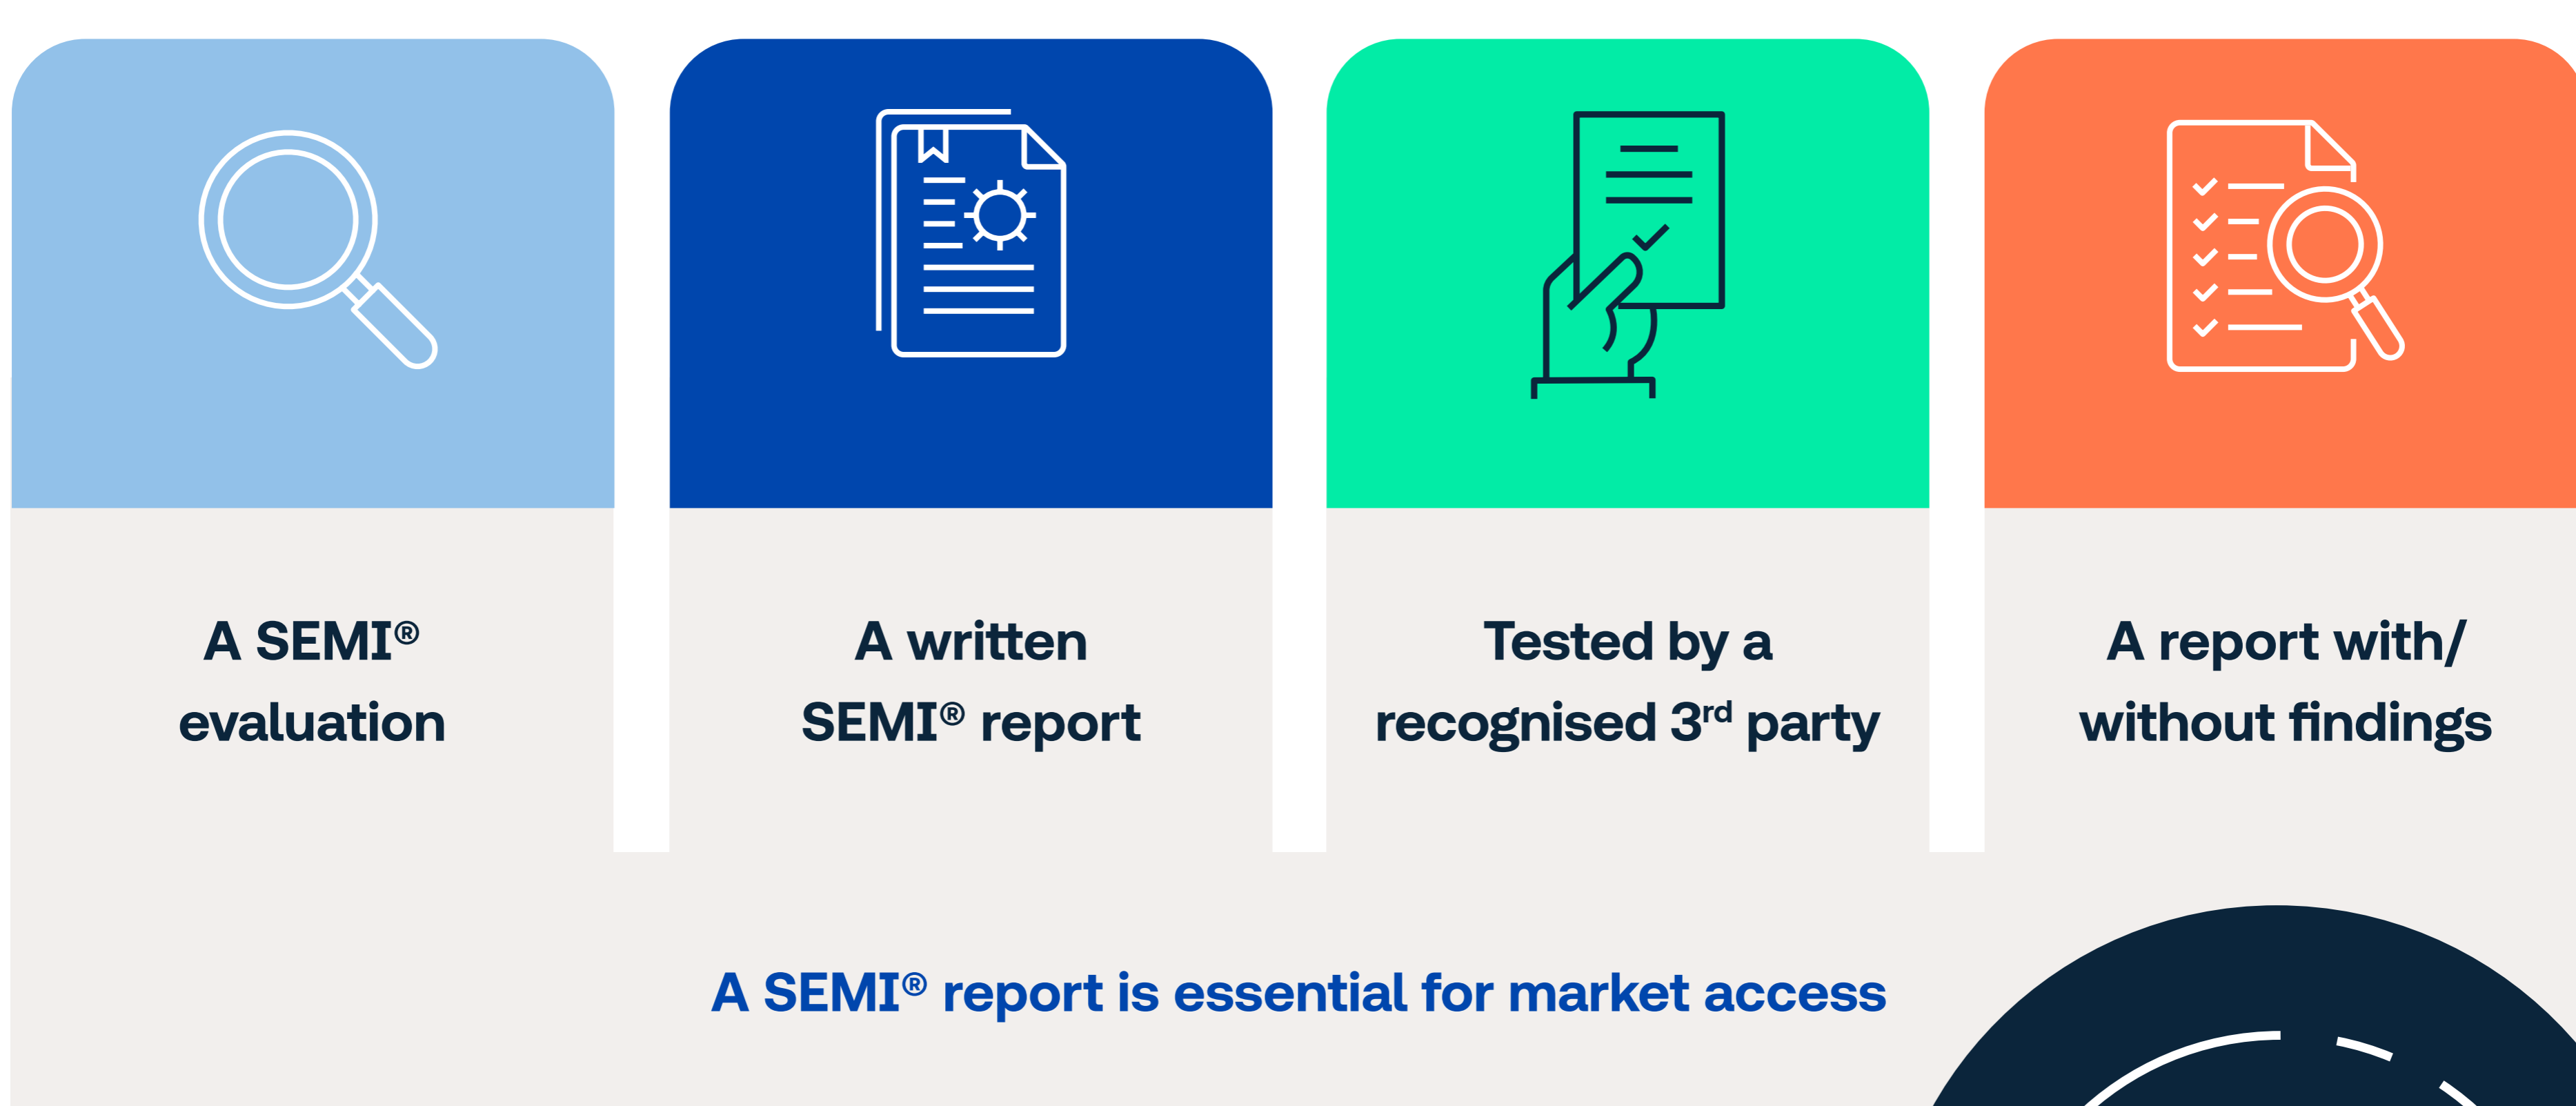 A SEMI®
evaluation
A written
SEMI® report
Tested by a
recognised 3rd party
A report with/
without findings
A SEMI® report is essential for market access